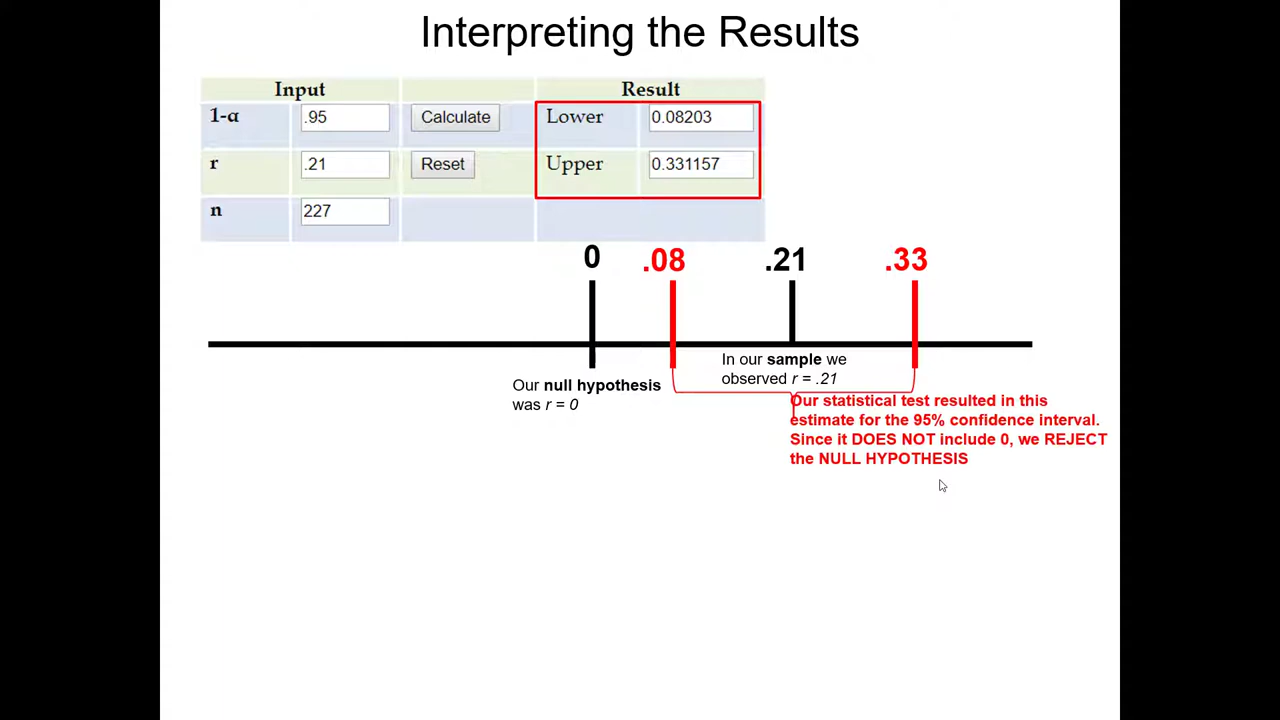 Interpreting the Results
Input Result
1-α .95 Calculate Lower 0.08203
r .21 Reset Upper 0.331157
n 227
0 .08 .21 .33
In our sample we
observed r = .21
Our null hypothesis
was r = 0
Our statistical test resulted in this
estimate for the 95% confidence interval.
Since it DOES NOT include 0, we REJECT
the NULL HYPOTHESIS